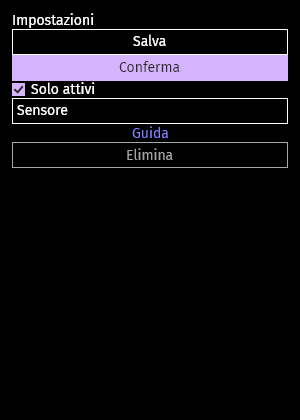 Impostazioni
Salva
Conferma
Solo attivi
Sensore
Guida
Elimina